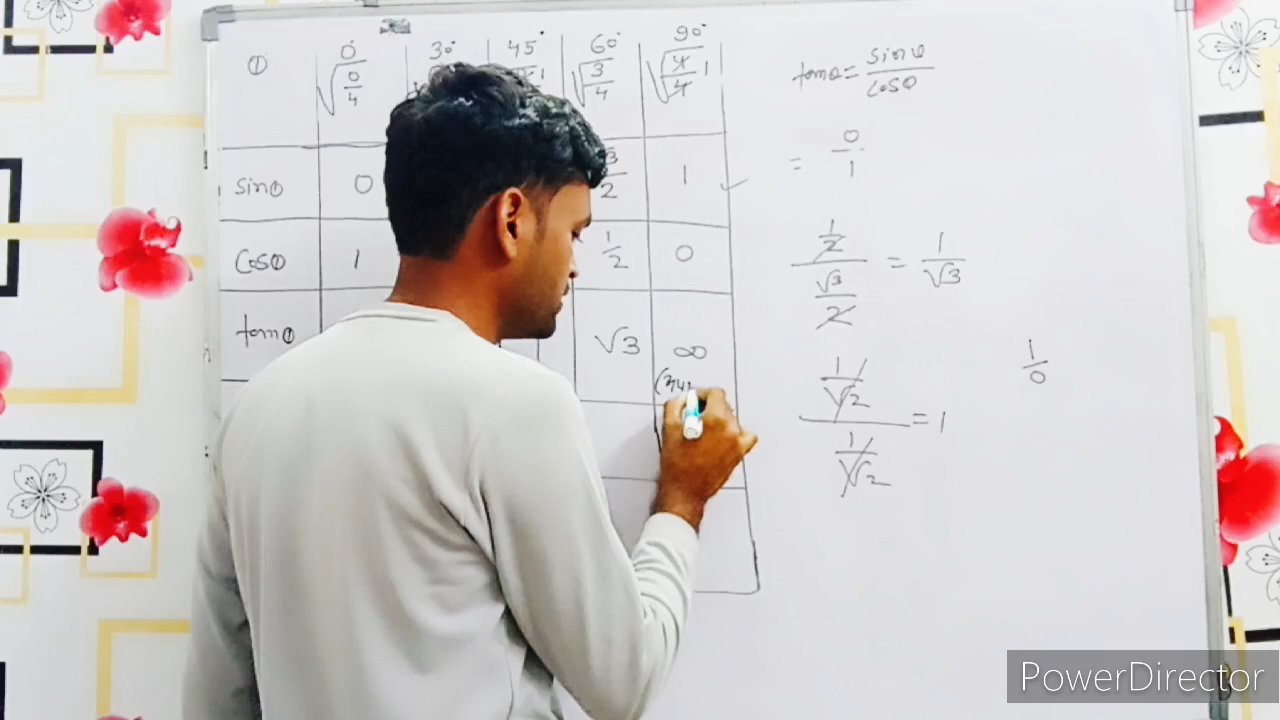 θ 0° 30° 45° 60° 90°
√0/4 √3/4 √4/4 1
sinθ 0 √3/2 1
cosθ 1 1/2 0
tanθ √3 ∞
tanθ = sinθ/cosθ
= 0/1
1/2 / √3/2 = 1/√3
1/√2 / 1/√2 = 1
1/0
PowerDirector